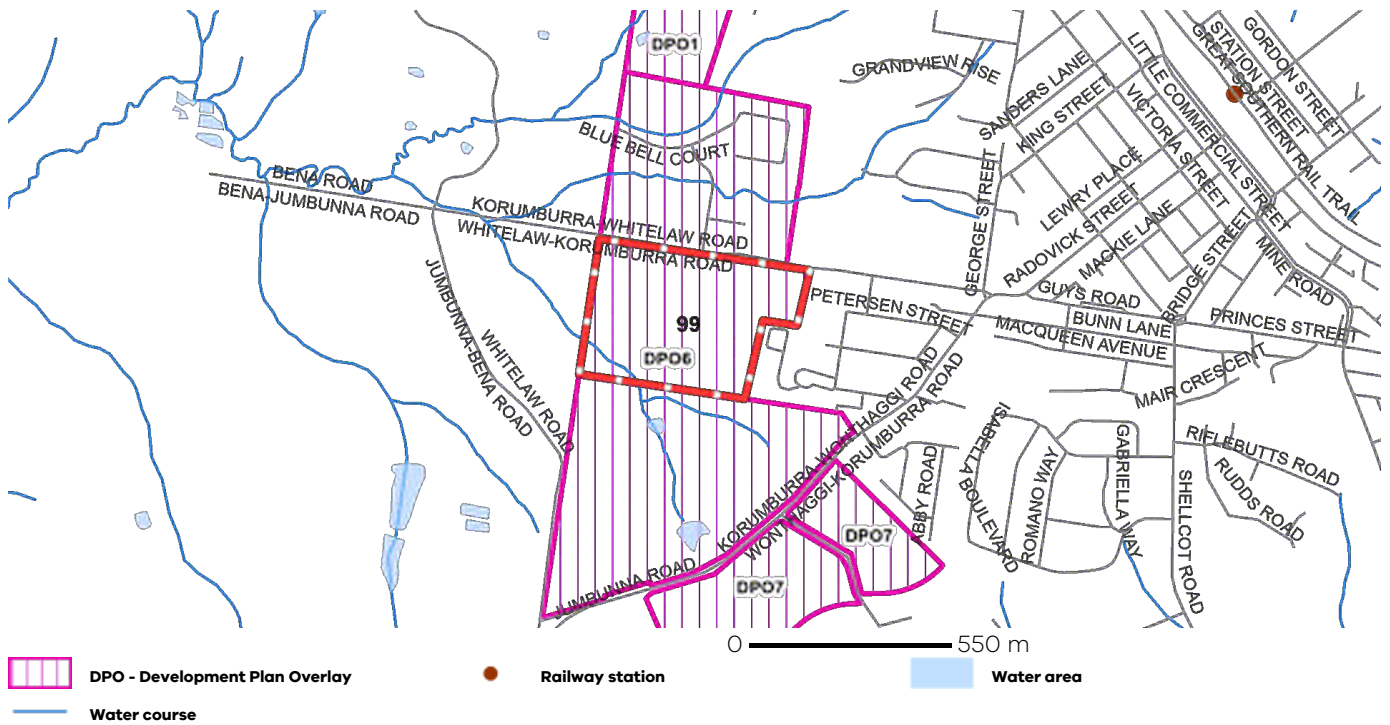 DPO1
GRANDVIEW RISE
SANDERS LANE
KING STREET
LITTLE COMMERCIAL STREET
VICTORIA STREET
STATION STREET
GREAT SOUTHERN RAIL TRAIL
GORDON STREET
BLUE BELL COURT
BENA ROAD
BENA-JUMBUNNA ROAD
KORUMBURRA-WHITELAW ROAD
WHITELAW-KORUMBURRA ROAD
GEORGE STREET
LEWRY PLACE
RADOVICK STREET
MACKIE LANE
BRIDGE STREET
MINE ROAD
JUMBUNNA-BENA ROAD
WHITELAW ROAD
99
DPO6
PETERSEN STREET
GUYS ROAD
BUNN LANE
PRINCES STREET
MACQUEEN AVENUE
MAIR CRESCENT
KORUMBURRA-WONTHAGGI ROAD
WONTHAGGI-KORUMBURRA ROAD
ISABELLA BOULEVARD
ROMANO WAY
GABRIELLA WAY
SHELLCOT ROAD
RIFLEBUTTS ROAD
RUDDS ROAD
DPO7
JUMBUNNA ROAD
DPO7
0 550 m
DPO - Development Plan Overlay
Railway station
Water area
Water course